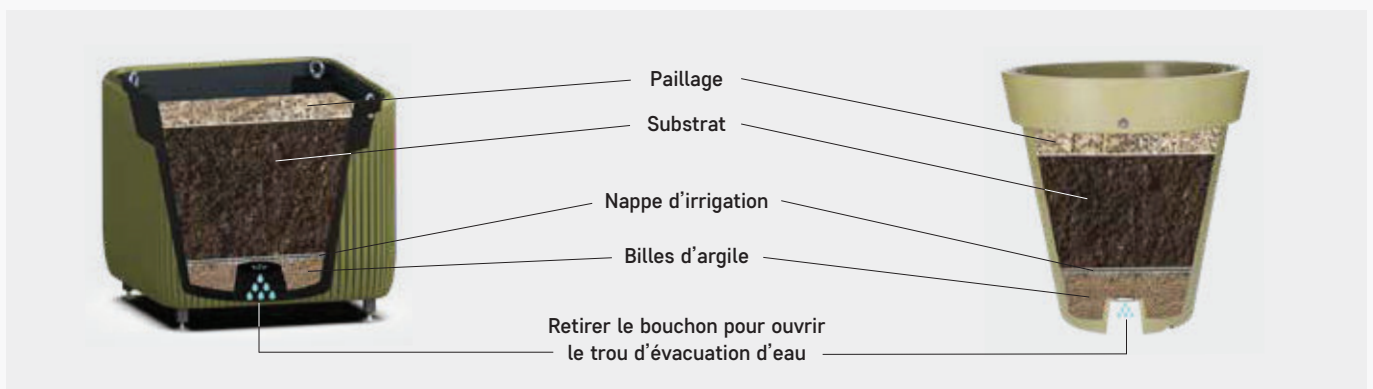 Paillage
Substrat
Nappe d'irrigation
Billes d'argile
Retirer le bouchon pour ouvrir
le trou d'évacuation d'eau